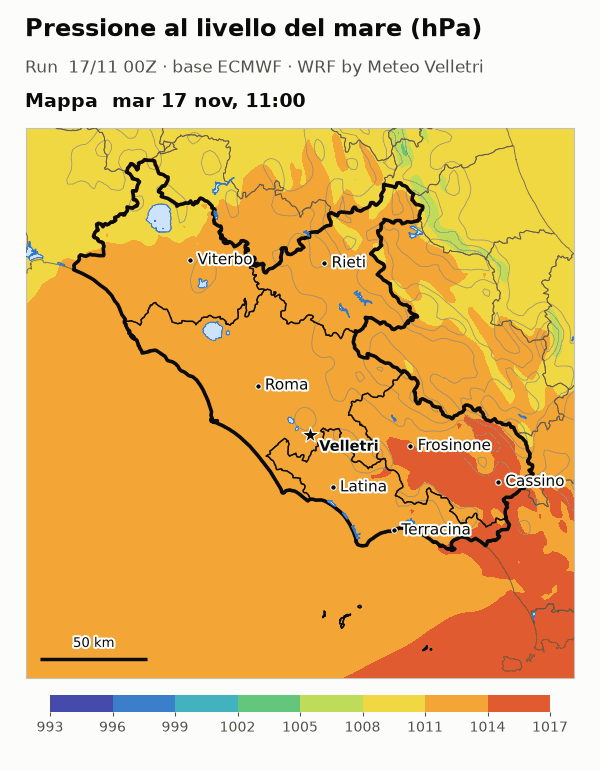 Pressione al livello del mare (hPa)
Run  17/11 00Z · base ECMWF · WRF by Meteo Velletri
Mappa  mar 17 nov, 11:00
Viterbo
Rieti
Roma
Velletri
Frosinone
Cassino
Latina
Terracina
50 km
993 996 999 1002 1005 1008 1011 1014 1017